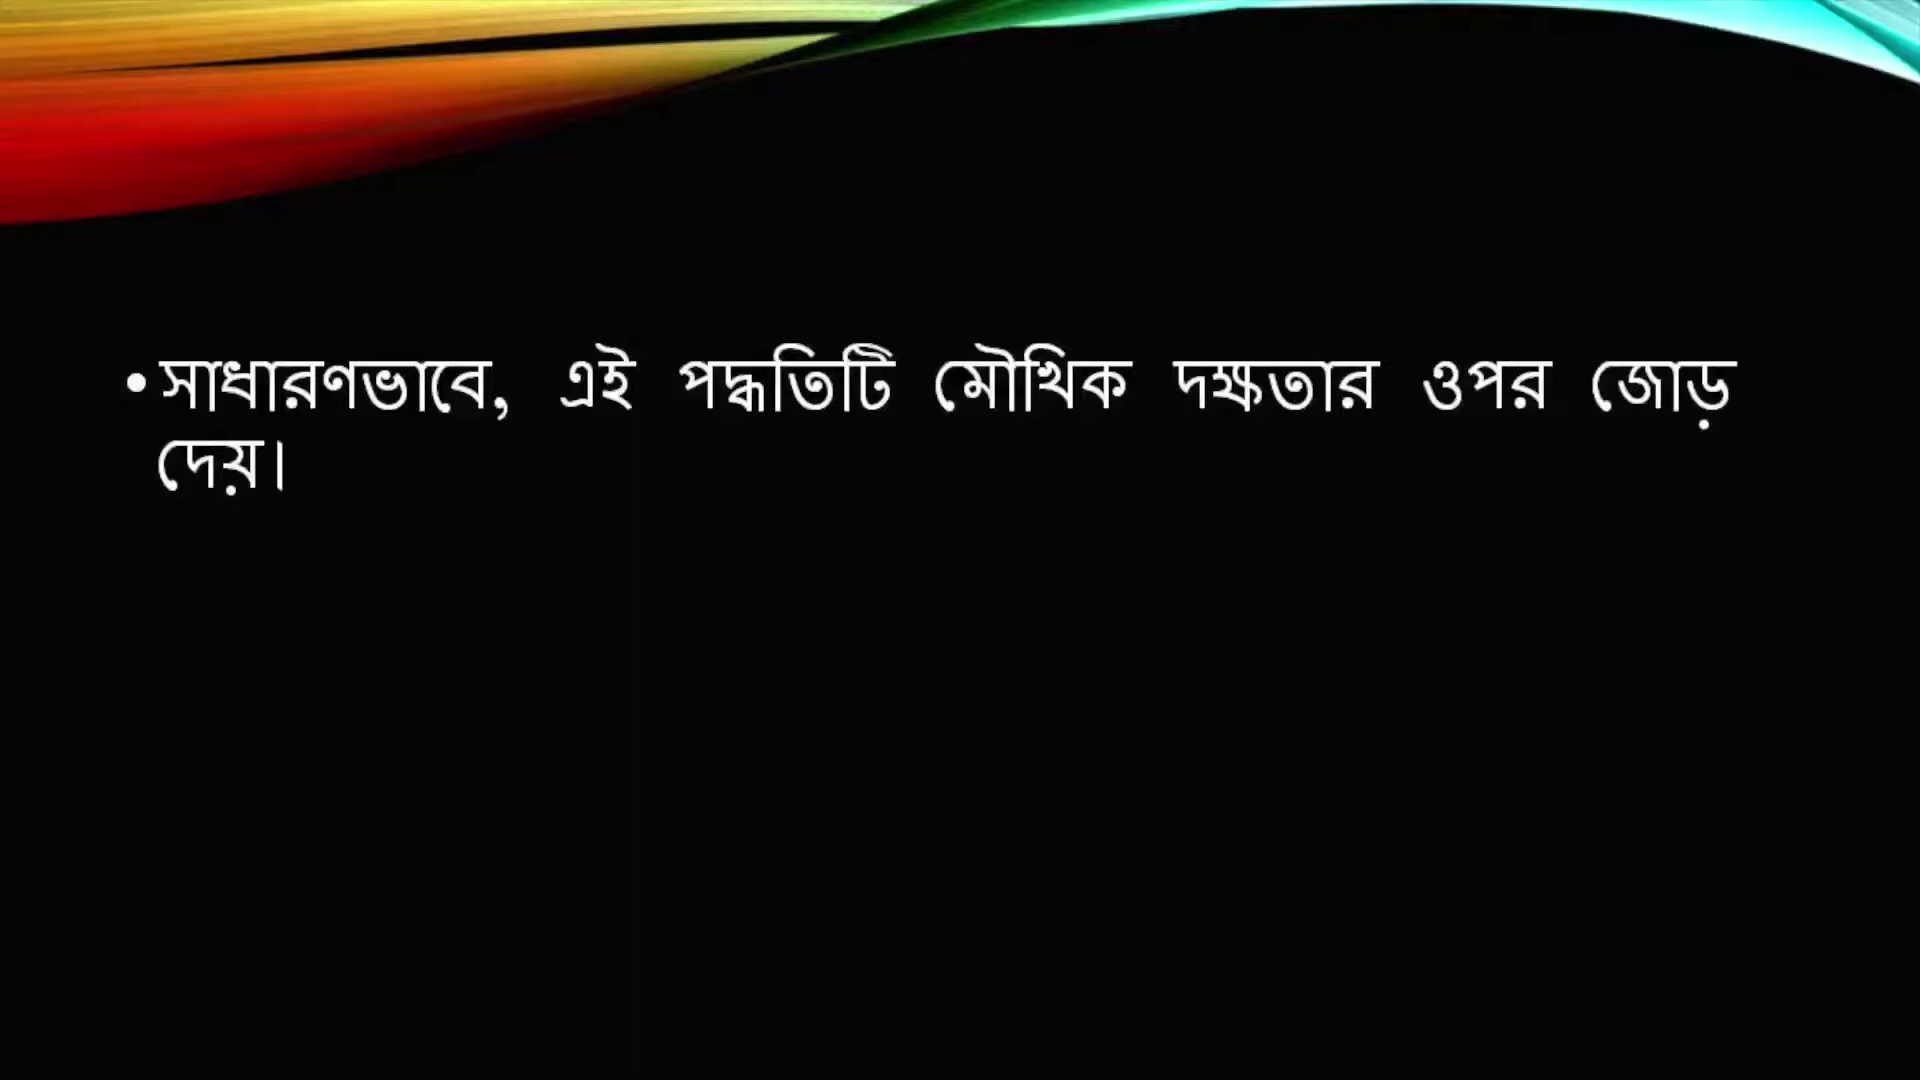 • সাধারণভাবে, এই পদ্ধতিটি মৌখিক দক্ষতার ওপর জোড়
দেয়।